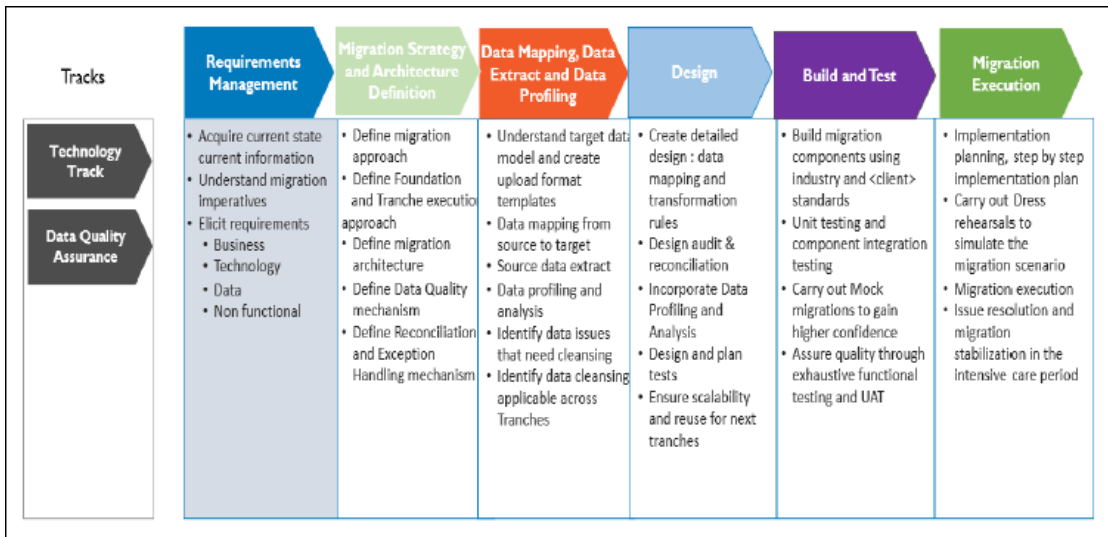 Tracks
Technology
Track
Data Quality
Assurance
Requirements
Management
• Acquire current state
current information
• Understand migration
imperatives
• Elicit requirements
• Business
• Technology
• Data
• Non functional
Migration Strategy
and Architecture
Definition
• Define migration
approach
• Define Foundation
and Tranche execution
approach
• Define migration
architecture
• Define Data Quality
mechanism
• Define Reconciliation
and Exception
Handling mechanism
Data Mapping, Data
Extract and Data
Profiling
• Understand target data
model and create
upload format
templates
• Data mapping from
source to target
• Source data extract
• Data profiling and
analysis
• Identify data issues
that need cleansing
• Identify data cleansing
applicable across
Tranches
Design
• Create detailed
design : data
mapping and
transformation
rules
• Design audit &
reconciliation
• Incorporate Data
Profiling and
Analysis
• Design and plan
tests
• Ensure scalability
and reuse for next
tranches
Build and Test
• Build migration
components using
industry and <client>
standards
• Unit testing and
component integration
testing
• Carry out Mock
migrations to gain
higher confidence
• Assure quality through
exhaustive functional
testing and UAT
Migration
Execution
• Implementation
planning, step by step
implementation plan
• Carry out Dress
rehearsals to
simulate the
migration scenario
• Migration execution
• Issue resolution and
migration
stabilization in the
intensive care period